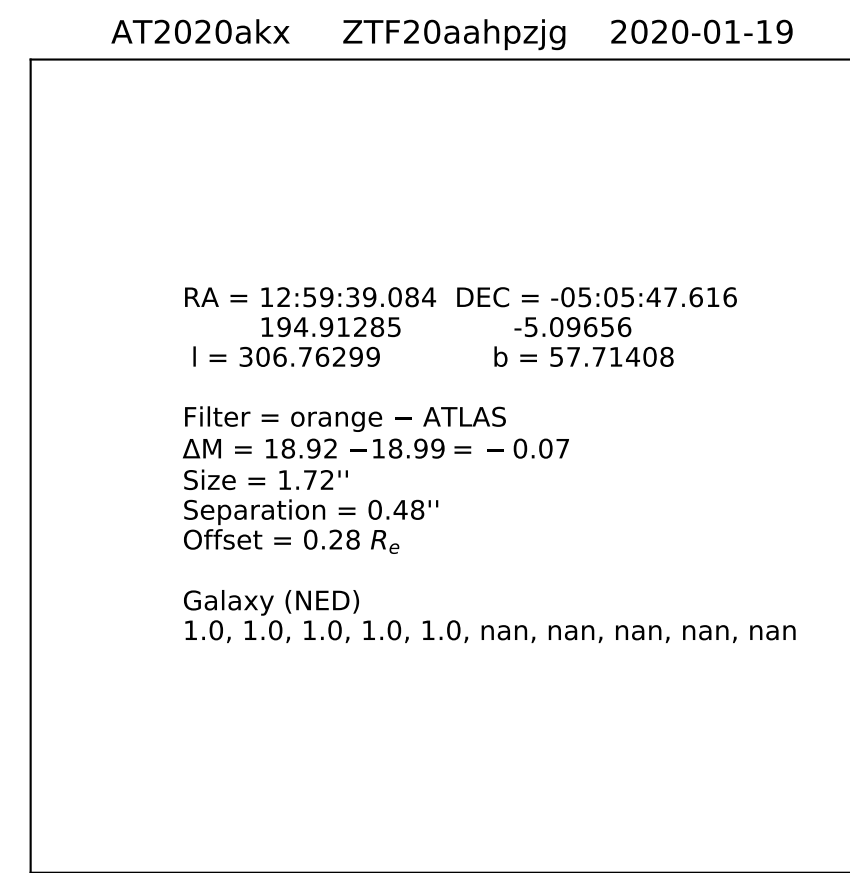 AT2020akx ZTF20aahpzjg 2020-01-19
RA = 12:59:39.084 DEC = -05:05:47.616
194.91285 -5.09656
l = 306.76299 b = 57.71408
Filter = orange − ATLAS
ΔM = 18.92 −18.99 = − 0.07
Size = 1.72''
Separation = 0.48''
Offset = 0.28 Re
Galaxy (NED)
1.0, 1.0, 1.0, 1.0, 1.0, nan, nan, nan, nan, nan